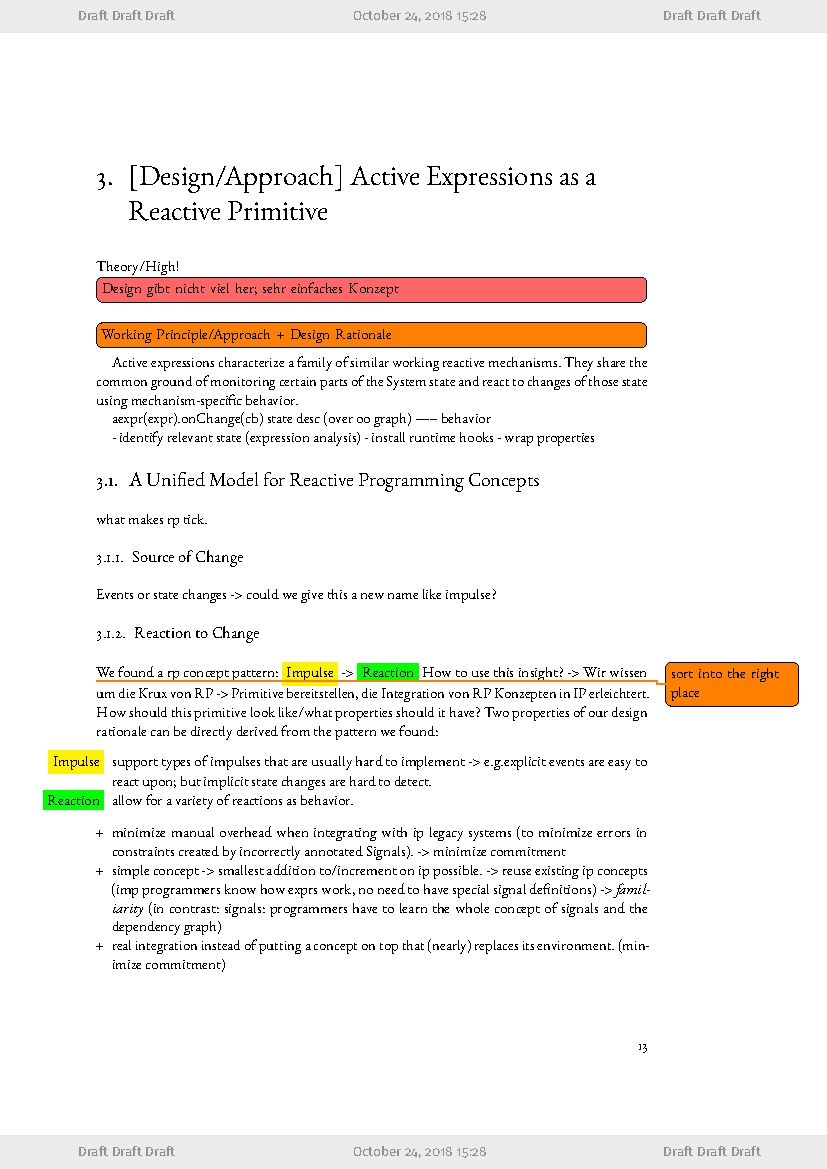 Draft Draft Draft October 24, 2018 15:28 Draft Draft Draft
3. [Design/Approach] Active Expressions as a
Reactive Primitive
Theory/High!
Design gibt nicht viel her; sehr einfaches Konzept
Working Principle/Approach + Design Rationale
Active expressions characterize a family of similar working reactive mechanisms. They share the
common ground of monitoring certain parts of the System state and react to changes of those state
using mechanism-specific behavior.
aexpr(expr).onChange(cb) state desc (over oo graph) —-– behavior
- identify relevant state (expression analysis) - install runtime hooks - wrap properties
3.1. A Unified Model for Reactive Programming Concepts
what makes rp tick.
3.1.1. Source of Change
Events or state changes -> could we give this a new name like impulse?
3.1.2. Reaction to Change
We found a rp concept pattern: Impulse -> Reaction How to use this insight? -> Wir wissen
um die Krux von RP -> Primitive bereitstellen, die Integration von RP Konzepten in IP erleichtert.
How should this primitive look like/what properties should it have? Two properties of our design
rationale can be directly derived from the pattern we found:
sort into the right
place
Impulse support types of impulses that are usually hard to implement -> e.g.explicit events are easy to
react upon; but implicit state changes are hard to detect.
Reaction allow for a variety of reactions as behavior.
+ minimize manual overhead when integrating with ip legacy systems (to minimize errors in
constraints created by incorrectly annotated Signals). -> minimize commitment
+ simple concept -> smallest addition to/increment on ip possible. -> reuse existing ip concepts
(imp programmers know how exprs work, no need to have special signal definitions) -> famil-
iarity (in contrast: signals: programmers have to learn the whole concept of signals and the
dependency graph)
+ real integration instead of putting a concept on top that (nearly) replaces its environment. (min-
imize commitment)
13
Draft Draft Draft October 24, 2018 15:28 Draft Draft Draft